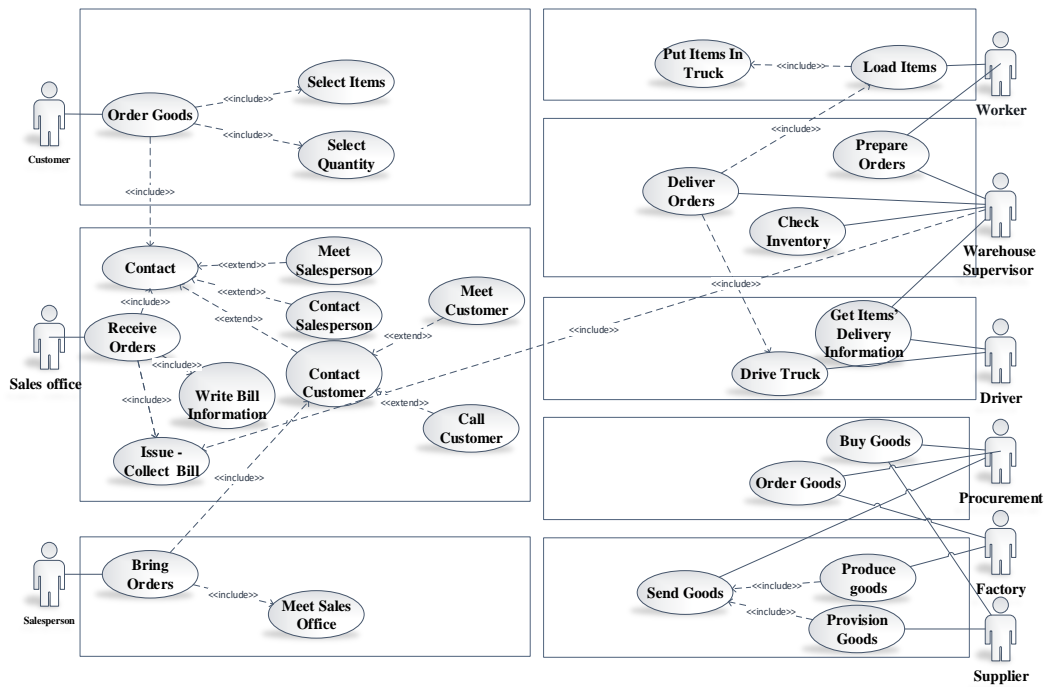 Customer
Order Goods
<<include>>
Select Items
<<include>>
Select
Quantity
<<include>>
Sales office
Contact
<<extend>>
Meet
Salesperson
<<extend>>
Contact
Salesperson
<<extend>>
Meet
Customer
<<extend>>
Contact
Customer
<<extend>>
Call
Customer
<<include>>
Receive
Orders
<<include>>
Write Bill
Information
<<include>>
Issue -
Collect Bill
<<include>>
<<include>>
Salesperson
Bring
Orders
<<include>>
Meet Sales
Office
Put Items In
Truck
<<include>>
Load Items
Worker
<<include>>
Prepare
Orders
Deliver
Orders
Check
Inventory
Warehouse
Supervisor
<<include>>
Get Items'
Delivery
Information
Drive Truck
Driver
Buy Goods
Order Goods
Procurement
Factory
Send Goods
<<include>>
Produce
goods
<<include>>
Provision
Goods
Supplier